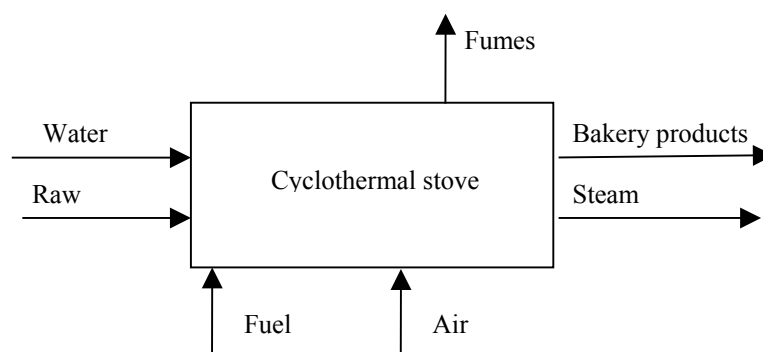 Fumes
Water
Bakery products
Cyclothermal stove
Raw
Steam
Fuel
Air